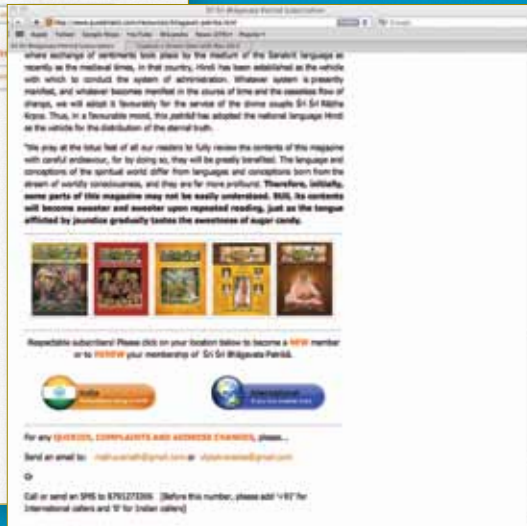 Sri Sri Bhagavata Patrika Subscription
where exchange of sentiments took place by the medium of the Sanskrit language as
recently as the medieval times, in that country, Hindi has been established as the vehicle
with which to conduct the system of administration. Whatever system is presently
manifest, and whatever becomes manifest in the course of time and the ceaseless flow of
change, we will adopt it favourably for the service of the divine couple Śrī Śrī Rādhā
Kṛṣṇa. Thus, in a favourable mood, this patrikā has adopted the national language Hindi
as the vehicle for the distribution of the eternal truth.
"We pray at the lotus feet of all our readers to fully review the contents of this magazine
with careful endeavour, for by doing so, they will be greatly benefited. The language and
conceptions of the spiritual world differ from languages and conceptions born from the
stream of worldly consciousness, and they are far more profound. Therefore, initially,
some parts of this magazine may not be easily understood. Still, its contents
will become sweeter and sweeter upon repeated reading, just as the tongue
afflicted by jaundice gradually tastes the sweetness of sugar candy.
Respectable subscribers! Please click on your location below to become a NEW member
or to RENEW your membership of Śrī Śrī Bhāgavata Patrikā.
India
International
For any QUERIES, COMPLAINTS AND ADDRESS CHANGES, please...
Send an email to: or
Or
Call or send an SMS to 8791273306 [Before this number, please add '+91' for
International callers and '0' for Indian callers]